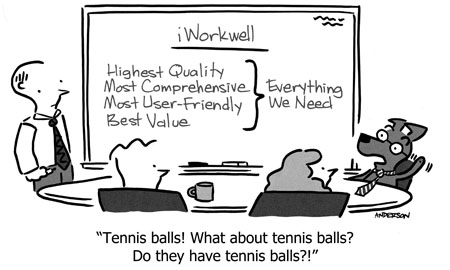 iWorkwell
Highest Quality
Most Comprehensive
Most User-Friendly
Best Value
Everything
We Need
ANDERSON
“Tennis balls! What about tennis balls?
Do they have tennis balls?!”